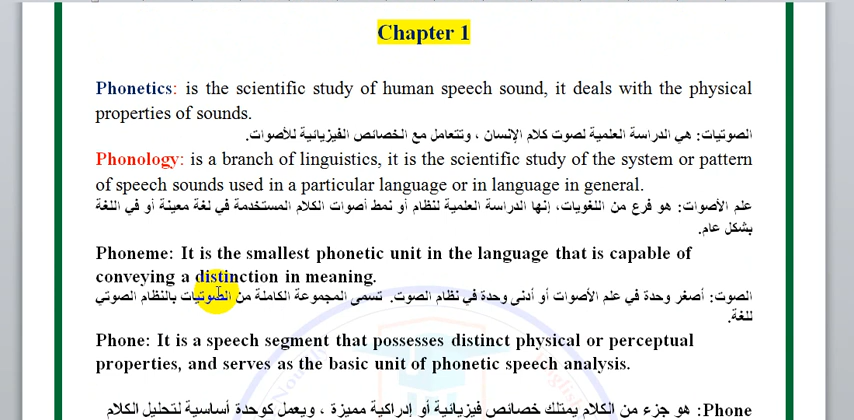 Chapter 1
Phonetics: is the scientific study of human speech sound, it deals with the physical
properties of sounds.
الصوتيات: هي الدراسة العلمية لصوت كلام الإنسان ، وتتعامل مع الخصائص الفيزيائية للأصوات.
Phonology: is a branch of linguistics, it is the scientific study of the system or pattern
of speech sounds used in a particular language or in language in general.
علم الأصوات: هو فرع من اللغويات، إنها الدراسة العلمية لنظام أو نمط أصوات الكلام المستخدمة في لغة معينة أو في اللغة
بشكل عام.
Phoneme: It is the smallest phonetic unit in the language that is capable of
conveying a distinction in meaning.
الصوت: أصغر وحدة في علم الأصوات أو أدنى وحدة في نظام الصوت. تسمى المجموعة الكاملة من الصوتيات بالنظام الصوتي
للغة.
Phone: It is a speech segment that possesses distinct physical or perceptual
properties, and serves as the basic unit of phonetic speech analysis.
Phone: هو جزء من الكلام يمتلك خصائص فيزيائية أو إدراكية مميزة ، ويعمل كوحدة أساسية لتحليل الكلام